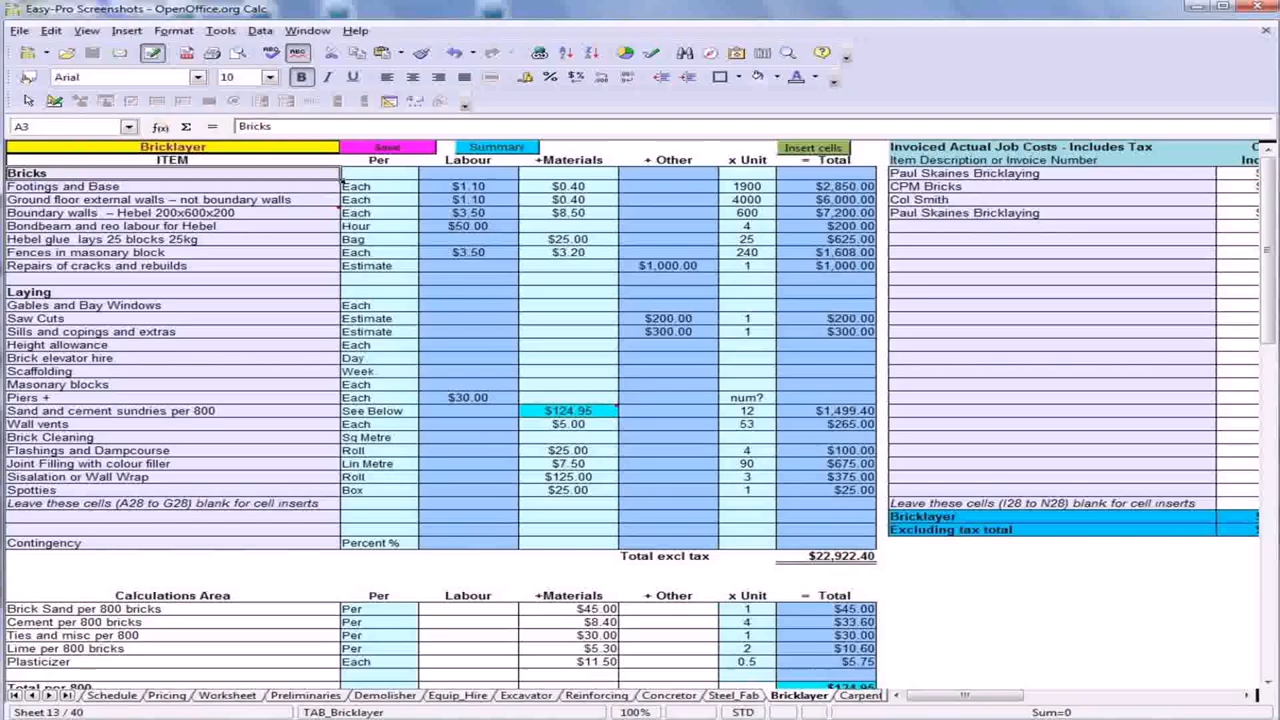 Easy-Pro Screenshots - OpenOffice.org Calc
File Edit View Insert Format Tools Data Window Help
Arial 10
A3 Bricks
Bricklayer Summary Insert cells Invoiced Actual Job Costs - Includes Tax
ITEM Per Labour +Materials + Other x Unit = Total Item Description or Invoice Number
Bricks Paul Skaines Bricklaying
Footings and Base Each $1.10 $0.40 1900 $2,850.00 CPM Bricks
Ground floor external walls – not boundary walls Each $1.10 $0.40 4000 $6,000.00 Col Smith
Boundary walls – Hebel 200x600x200 Each $3.50 $8.50 600 $7,200.00 Paul Skaines Bricklaying
Bondbeam and reo labour for Hebel Hour $50.00 4 $200.00
Hebel glue lays 25 blocks 25kg Bag $25.00 25 $625.00
Fences in masonary block Each $3.50 $3.20 240 $1,608.00
Repairs of cracks and rebuilds Estimate $1,000.00 1 $1,000.00
Laying
Gables and Bay Windows Each
Saw Cuts Estimate $200.00 1 $200.00
Sills and copings and extras Estimate $300.00 1 $300.00
Height allowance Each
Brick elevator hire Day
Scaffolding Week
Masonary blocks Each
Piers + Each $30.00 num?
Sand and cement sundries per 800 See Below $124.95 12 $1,499.40
Wall vents Each $5.00 53 $265.00
Brick Cleaning Sq Metre
Flashings and Dampcourse Roll $25.00 4 $100.00
Joint Filling with colour filler Lin Metre $7.50 90 $675.00
Sisalation or Wall Wrap Roll $125.00 3 $375.00
Spotties Box $25.00 1 $25.00
Leave these cells (A28 to G28) blank for cell inserts Leave these cells (I28 to N28) blank for cell inserts
Bricklayer
Excluding tax total
Contingency Percent %
Total excl tax $22,922.40
Calculations Area Per Labour +Materials + Other x Unit = Total
Brick Sand per 800 bricks Per $45.00 1 $45.00
Cement per 800 bricks Per $8.40 4 $33.60
Ties and misc per 800 Per $30.00 1 $30.00
Lime per 800 bricks Per $5.30 2 $10.60
Plasticizer Each $11.50 0.5 $5.75
Total per 800 $124.95
Schedule Pricing Worksheet Preliminaries Demolisher Equip_Hire Excavator Reinforcing Concretor Steel_Fab Bricklayer Carpent
Sheet 13 / 40 TAB_Bricklayer 100% STD Sum=0